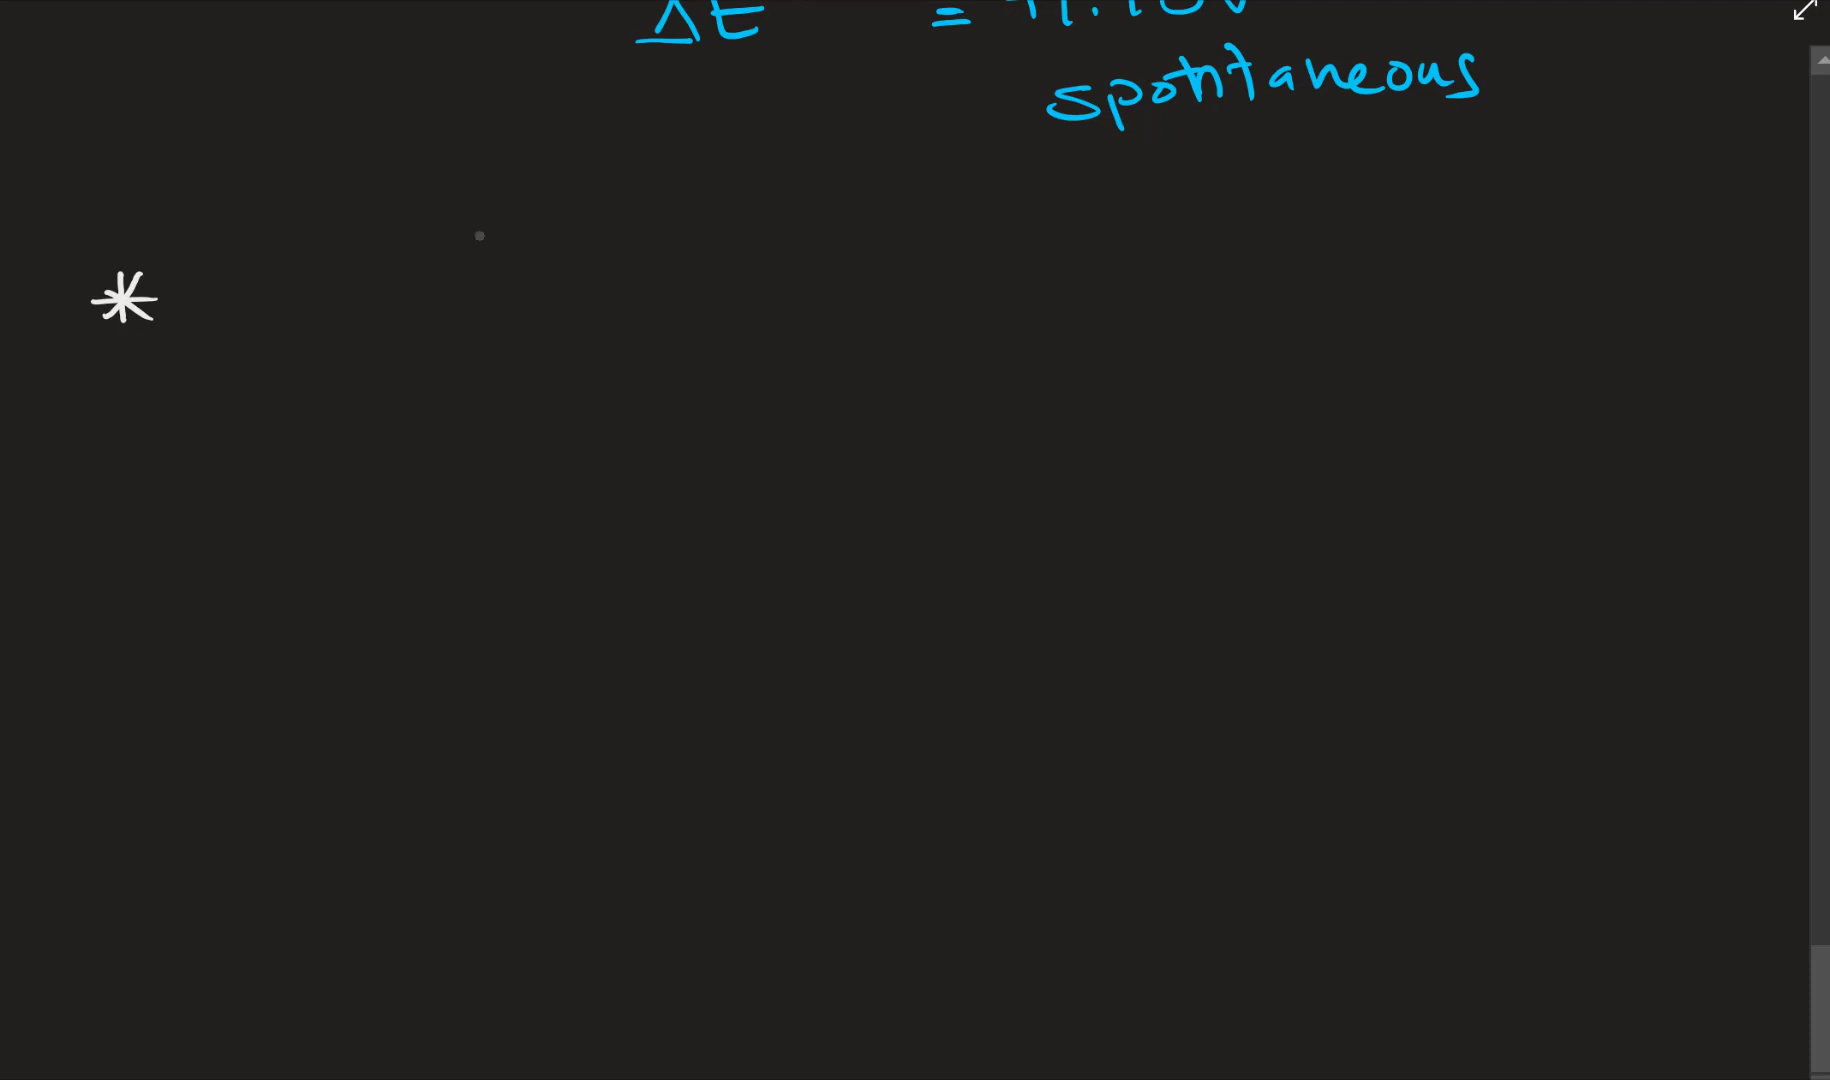 ΔE =
spontaneous
*